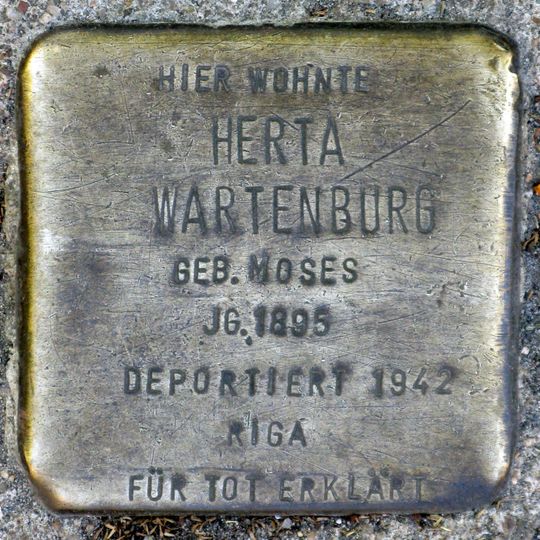 HIER WOHNTE
HERTA
WARTENBURG
GEB. MOSES
JG. 1895
DEPORTIERT 1942
RIGA
FÜR TOT ERKLÄRT